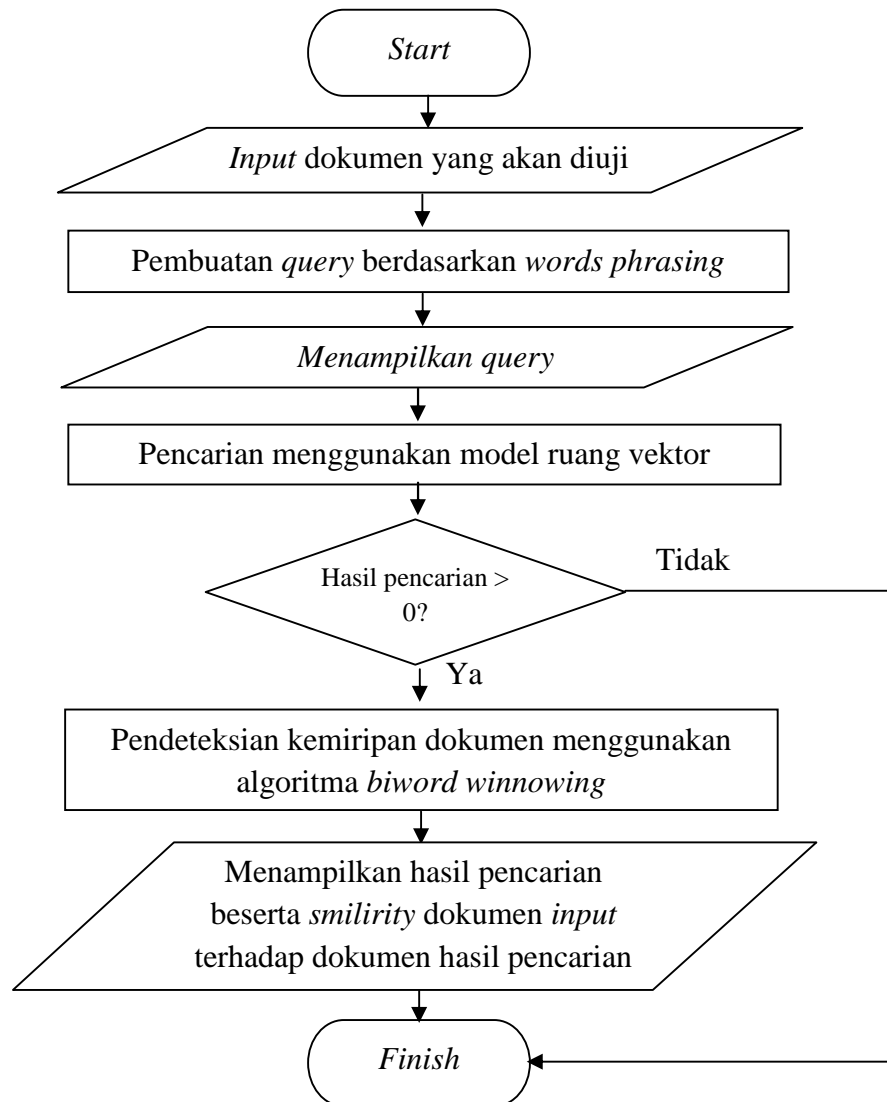 Start
Input dokumen yang akan diuji
Pembuatan query berdasarkan words phrasing
Menampilkan query
Pencarian menggunakan model ruang vektor
Hasil pencarian >
0?
Tidak
Ya
Pendeteksian kemiripan dokumen menggunakan
algoritma biword winnowing
Menampilkan hasil pencarian
beserta smilirity dokumen input
terhadap dokumen hasil pencarian
Finish